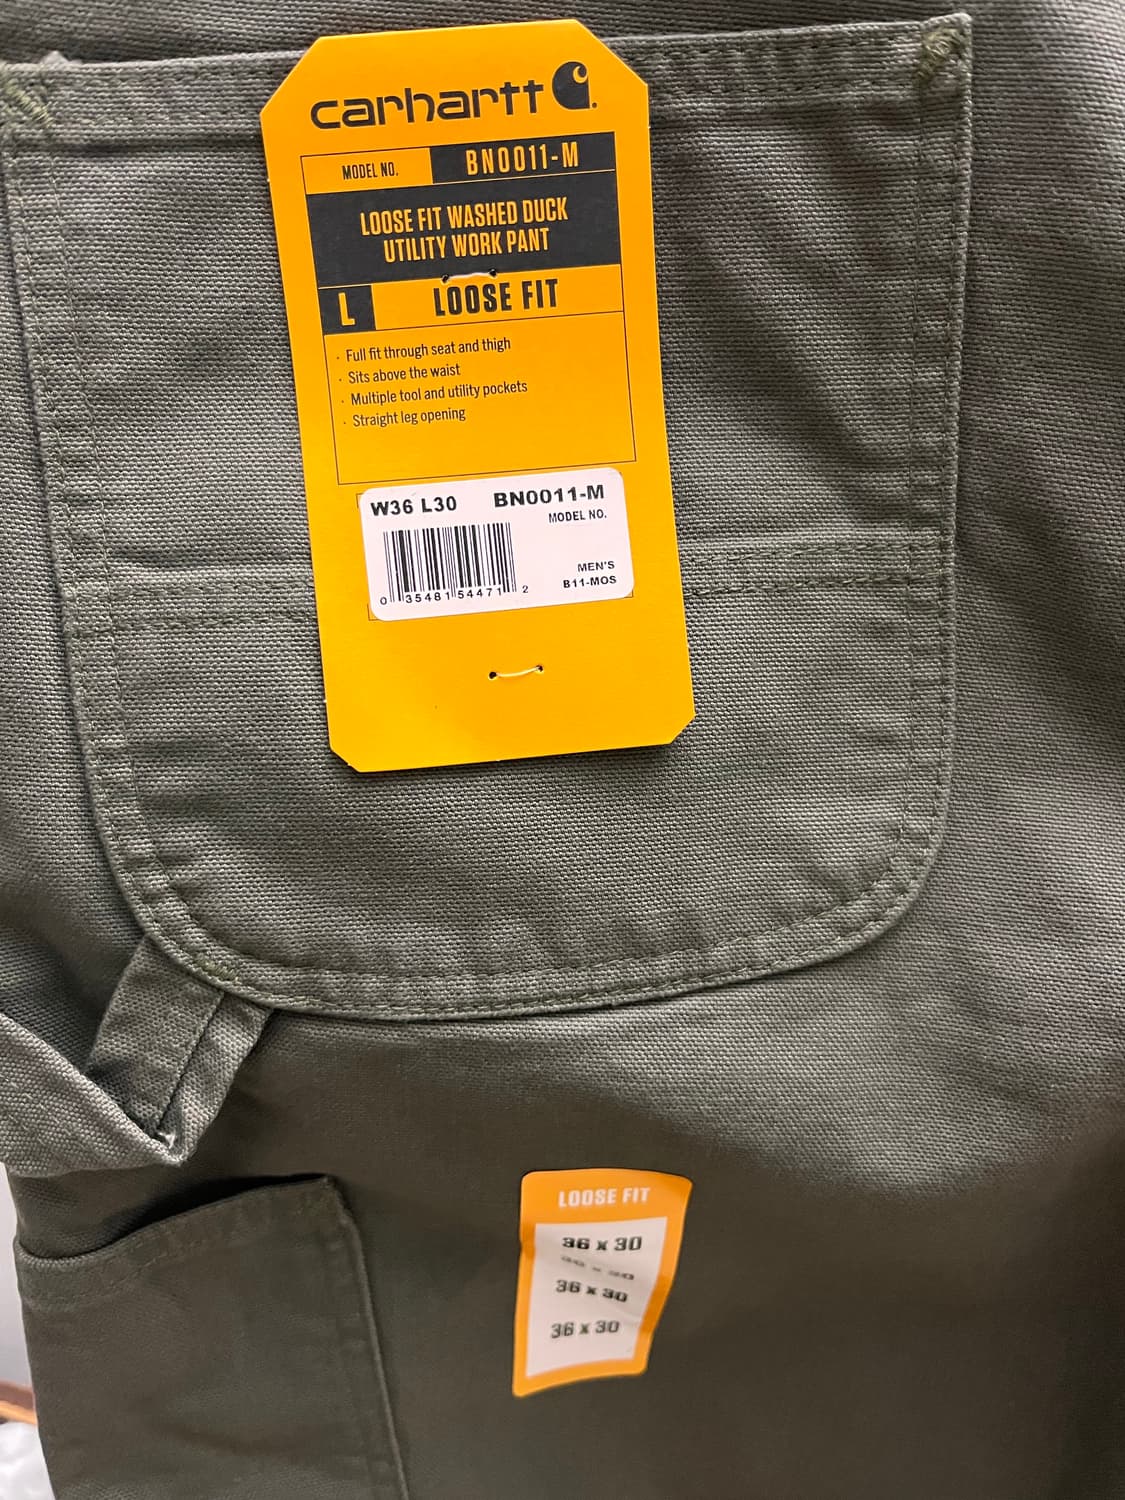 carhartt
MODEL NO. BN0011-M
LOOSE FIT WASHED DUCK
UTILITY WORK PANT
L LOOSE FIT
· Full fit through seat and thigh
· Sits above the waist
· Multiple tool and utility pockets
· Straight leg opening
W36 L30 BN0011-M
MODEL NO.
MEN'S
B11-MOS
0 35481 54471 2
LOOSE FIT
36 x 30
36 x 30
36 x 30
36 x 30